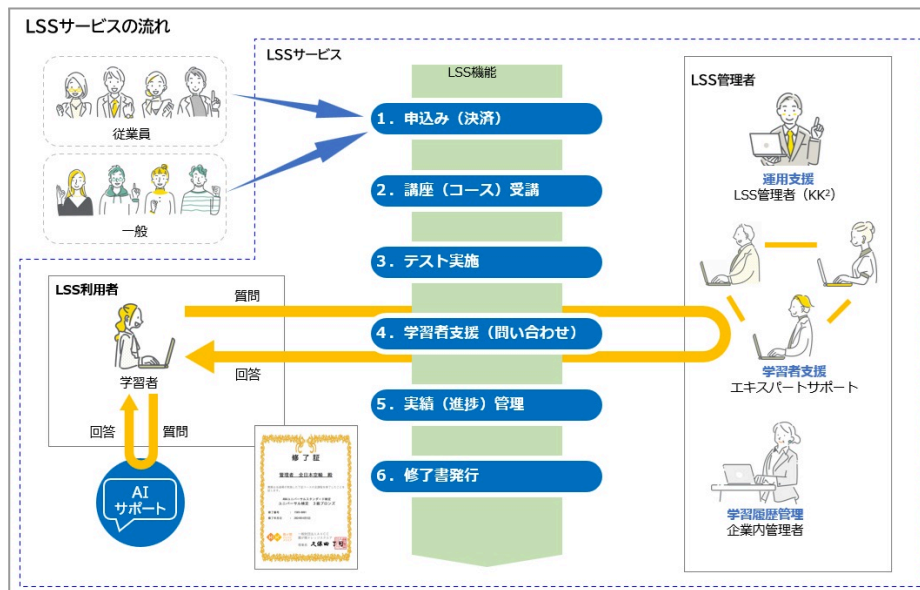 LSSサービスの流れ
LSSサービス
従業員
一般
LSS機能
1．申込み（決済）
2．講座（コース）受講
3．テスト実施
4．学習者支援（問い合わせ）
5．実績（進捗）管理
6．修了書発行
LSS管理者
運用支援
LSS管理者（KK²）
学習者支援
エキスパートサポート
学習履歴管理
企業内管理者
LSS利用者
学習者
質問
回答
回答
質問
AI
サポート
修了証